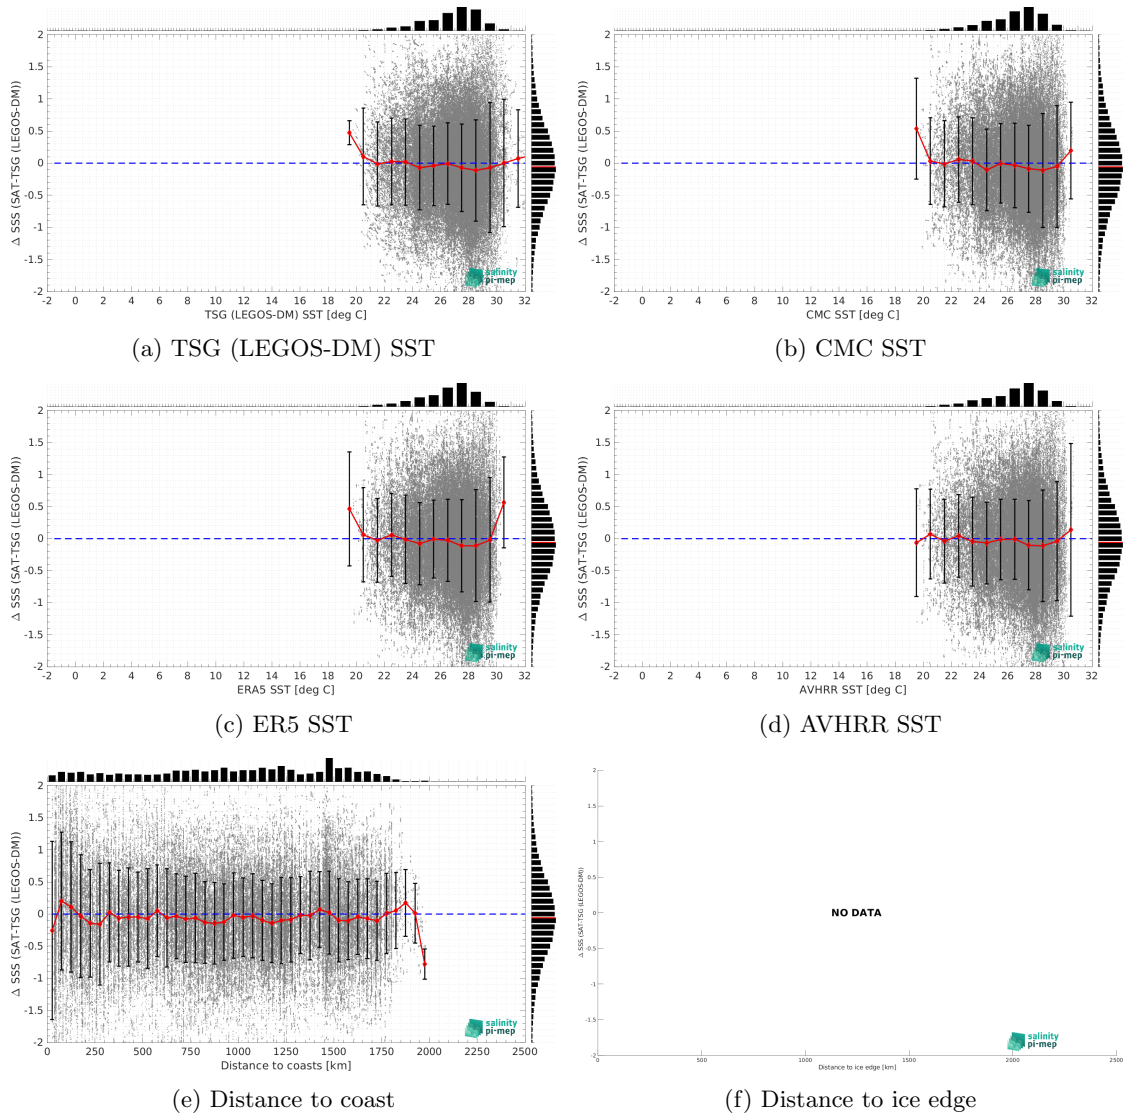 2
1.5
1
0.5
0
-0.5
-1
-1.5
-2
Δ SSS (SAT-TSG (LEGOS-DM))
-2 0 2 4 6 8 10 12 14 16 18 20 22 24 26 28 30 32
TSG (LEGOS-DM) SST [deg C]
salinity
pi-mep
(a) TSG (LEGOS-DM) SST
2
1.5
1
0.5
0
-0.5
-1
-1.5
-2
Δ SSS (SAT-TSG (LEGOS-DM))
-2 0 2 4 6 8 10 12 14 16 18 20 22 24 26 28 30 32
CMC SST [deg C]
salinity
pi-mep
(b) CMC SST
2
1.5
1
0.5
0
-0.5
-1
-1.5
-2
Δ SSS (SAT-TSG (LEGOS-DM))
-2 0 2 4 6 8 10 12 14 16 18 20 22 24 26 28 30 32
ERA5 SST [deg C]
salinity
pi-mep
(c) ER5 SST
2
1.5
1
0.5
0
-0.5
-1
-1.5
-2
Δ SSS (SAT-TSG (LEGOS-DM))
-2 0 2 4 6 8 10 12 14 16 18 20 22 24 26 28 30 32
AVHRR SST [deg C]
salinity
pi-mep
(d) AVHRR SST
2
1.5
1
0.5
0
-0.5
-1
-1.5
-2
Δ SSS (SAT-TSG (LEGOS-DM))
0 250 500 750 1000 1250 1500 1750 2000 2250 2500
Distance to coasts [km]
salinity
pi-mep
(e) Distance to coast
2
1.5
1
0.5
0
-0.5
-1
-1.5
-2
Δ SSS (SAT-TSG (LEGOS-DM))
NO DATA
0 500 1000 1500 2000 2500
Distance to ice edge [km]
salinity
pi-mep
(f) Distance to ice edge